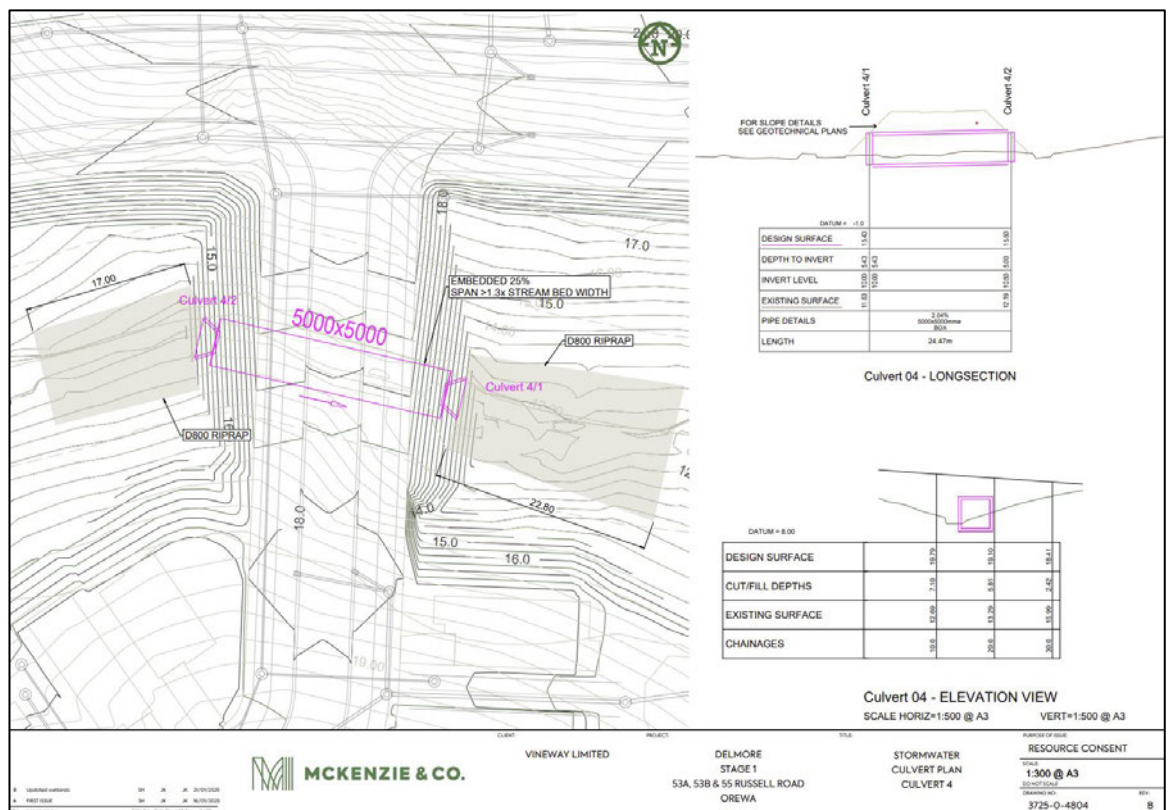 N
18.0
17.0
15.0
17.00
EMBEDDED 25%
SPAN >1.3x STREAM BED WIDTH
15.0
Culvert 4/2
5000x5000
D800 RIPRAP
Culvert 4/1
D800 RIPRAP
22.80
18.0
15.0
16.0
19.00
Culvert 4/1
Culvert 4/2
FOR SLOPE DETAILS
SEE GEOTECHNICAL PLANS
DATUM = -1.0
DESIGN SURFACE 15.43 15.50
DEPTH TO INVERT 5.43 5.43 5.00
INVERT LEVEL 10.00 10.00 10.50
EXISTING SURFACE 12.19
PIPE DETAILS 2.04%
5000x5000mm
BOX
LENGTH 24.47m
Culvert 04 - LONGSECTION
DATUM = 8.00
DESIGN SURFACE 19.79 19.10 18.41
CUT/FILL DEPTHS 7.10 5.81 2.42
EXISTING SURFACE 12.69 13.29 15.99
CHAINAGES 10.0 20.0 30.0
Culvert 04 - ELEVATION VIEW
SCALE HORIZ=1:500 @ A3 VERT=1:500 @ A3
MCKENZIE & CO.
CLIENT:
VINEWAY LIMITED
PROJECT:
DELMORE
STAGE 1
53A, 53B & 55 RUSSELL ROAD
OREWA
TITLE:
STORMWATER
CULVERT PLAN
CULVERT 4
PURPOSE OF ISSUE:
RESOURCE CONSENT
SCALE:
1:300 @ A3
DO NOT SCALE
DRAWING NO: REV:
3725-0-4804 B
B Updated wetlands
A FIRST ISSUE